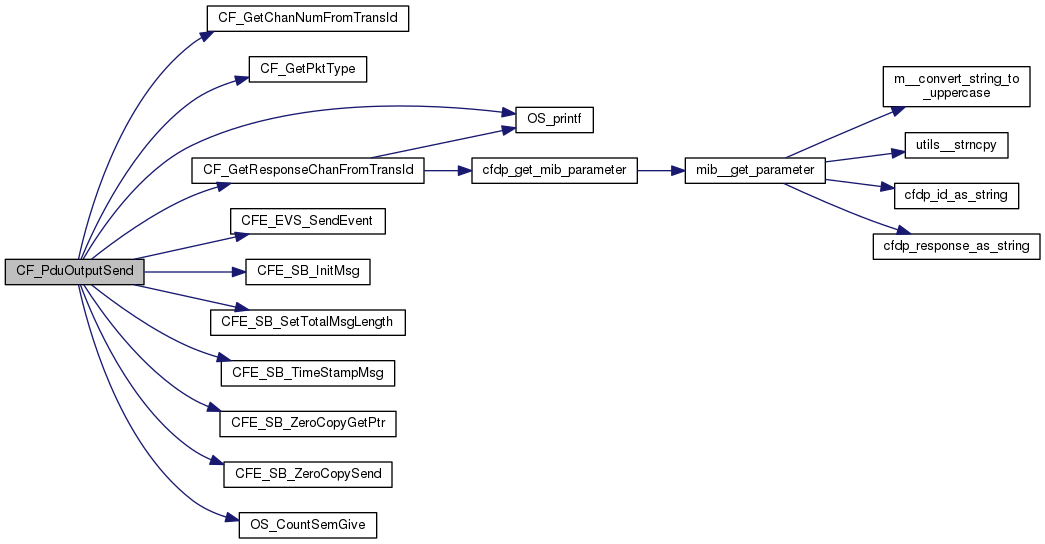 CF_GetChanNumFromTransId
CF_GetPktType
OS_printf
CF_GetResponseChanFromTransId
CFE_EVS_SendEvent
CF_PduOutputSend
CFE_SB_InitMsg
CFE_SB_SetTotalMsgLength
CFE_SB_TimeStampMsg
CFE_SB_ZeroCopyGetPtr
CFE_SB_ZeroCopySend
OS_CountSemGive
cfdp_get_mib_parameter
mib__get_parameter
m__convert_string_to
_uppercase
utils__strncpy
cfdp_id_as_string
cfdp_response_as_string